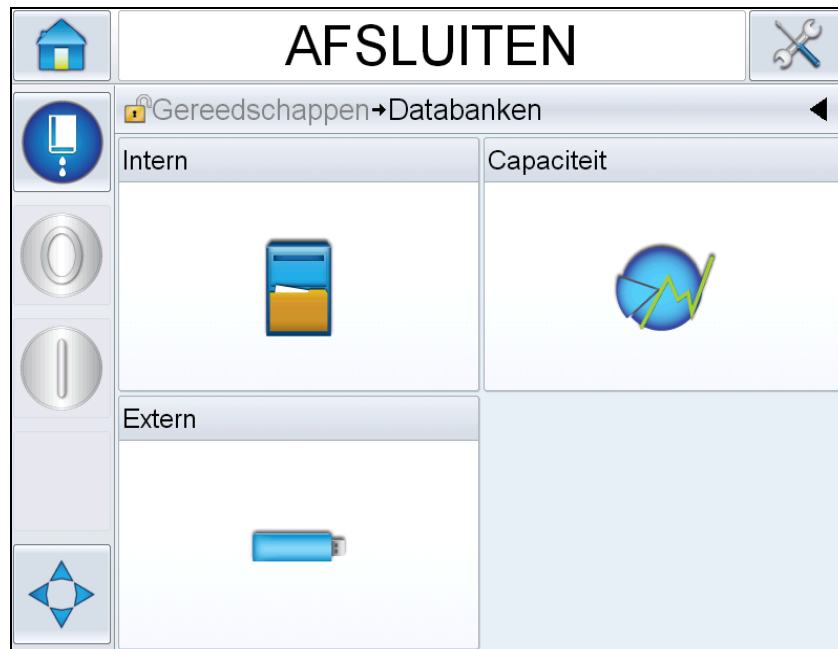 AFSLUITEN
Gereedschappen➔Databanken
Intern
Capaciteit
Extern